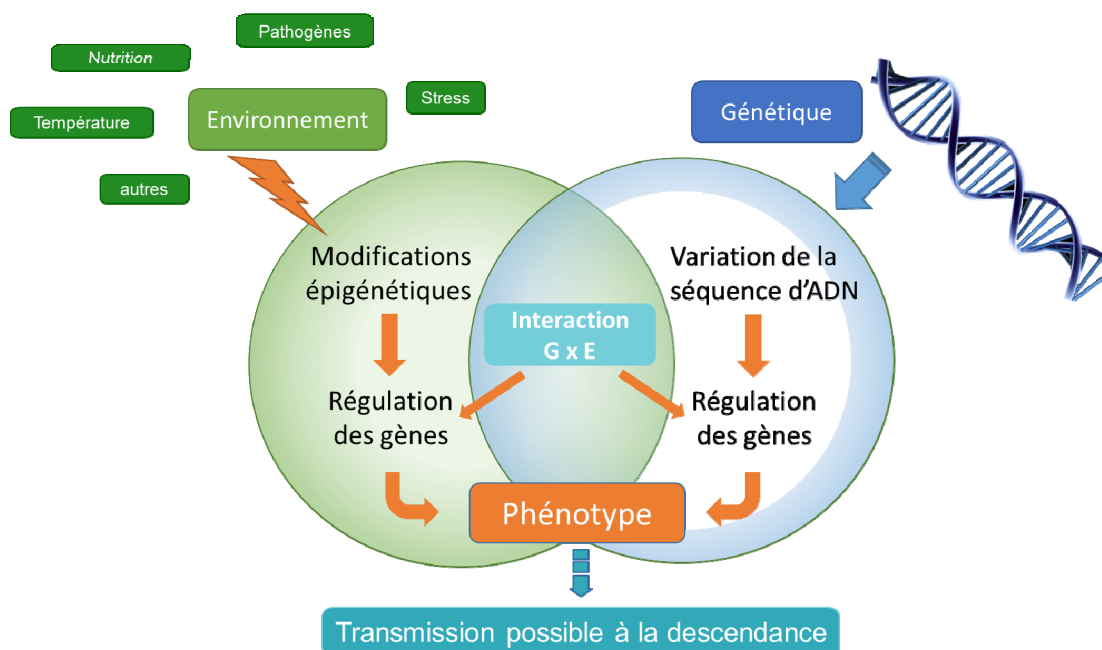 Pathogènes
Nutrition
Stress
Température
Environnement
Génétique
autres
Modifications
épigénétiques
Variation de la
séquence d'ADN
Interaction
G x E
Régulation
des gènes
Régulation
des gènes
Phénotype
Transmission possible à la descendance